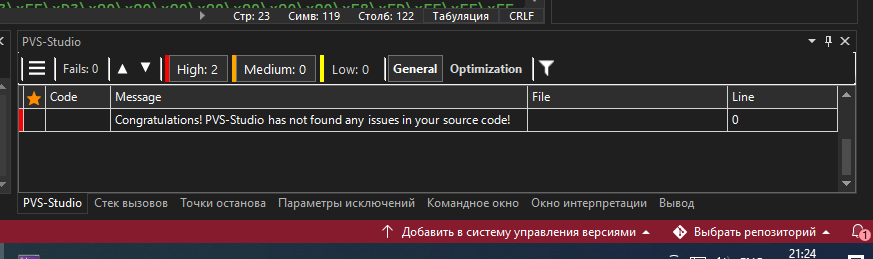 Стр: 23 Симв: 119 Столб: 122 Табуляция CRLF
PVS-Studio
Fails: 0 High: 2 Medium: 0 Low: 0 General Optimization
Code Message File Line
Congratulations! PVS-Studio has not found any issues in your source code! 0
PVS-Studio Стек вызовов Точки останова Параметры исключений Командное окно Окно интерпретации Вывод
Добавить в систему управления версиями Выбрать репозиторий 1
21:24